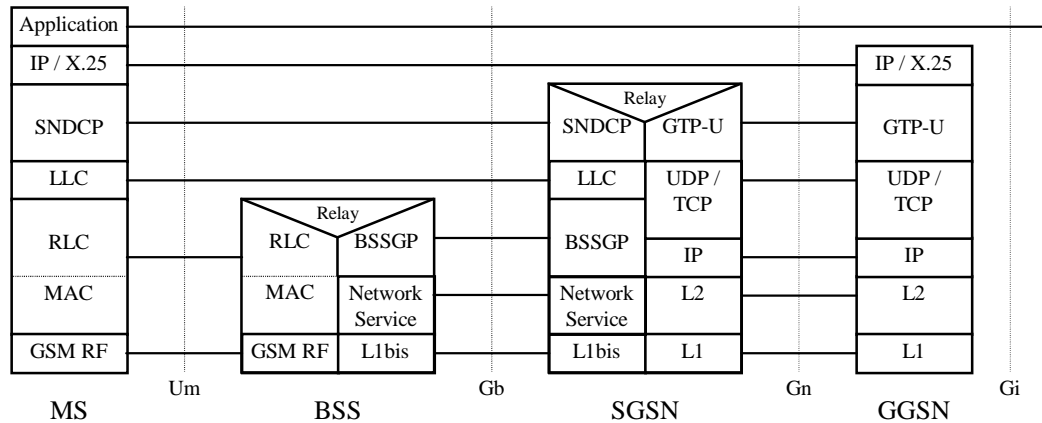 Application
IP / X.25
IP / X.25
Relay
SNDCP
SNDCP
GTP-U
GTP-U
LLC
LLC
UDP /
TCP
UDP /
TCP
Relay
RLC
RLC
BSSGP
BSSGP
IP
IP
MAC
MAC
Network
Service
Network
Service
L2
L2
GSM RF
GSM RF
L1bis
L1bis
L1
L1
Um
Gb
Gn
Gi
MS
BSS
SGSN
GGSN